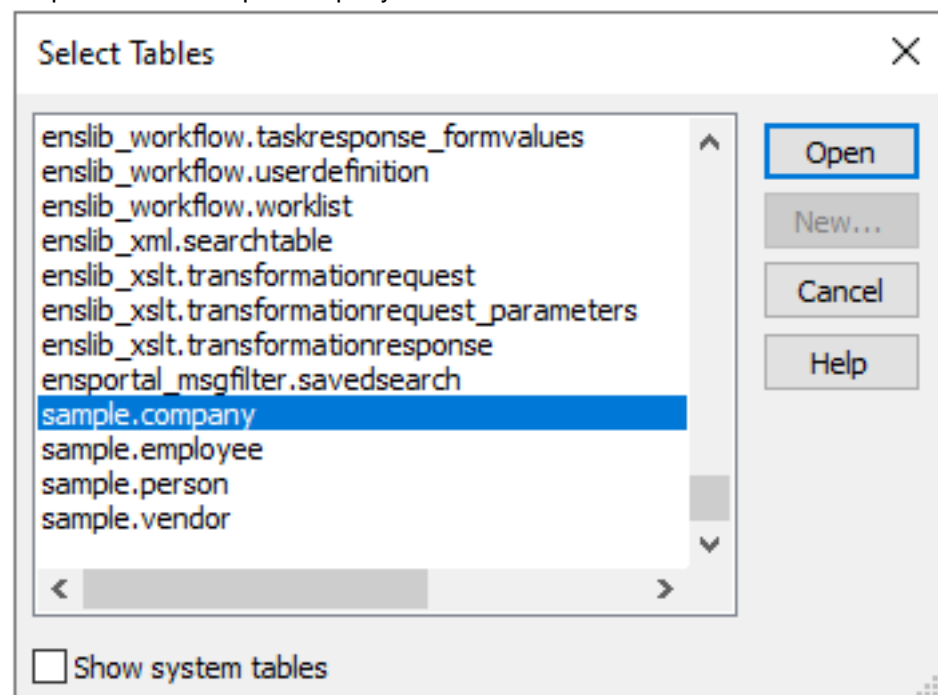 Select Tables
enslib_workflow.taskresponse_formvalues
enslib_workflow.userdefinition
enslib_workflow.worklist
enslib_xml.searchtable
enslib_xslt.transformationrequest
enslib_xslt.transformationrequest_parameters
enslib_xslt.transformationresponse
ensportal_msgfilter.savedsearch
sample.company
sample.employee
sample.person
sample.vendor
Open
New...
Cancel
Help
Show system tables